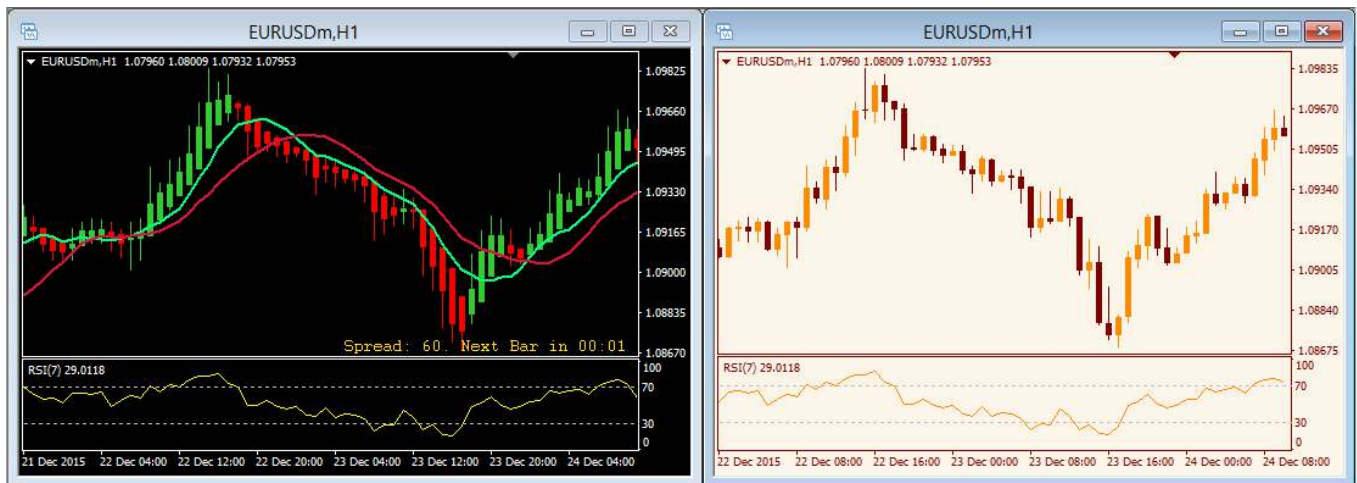 EURUSDm,H1
EURUSDm,H1 1.07960 1.08009 1.07932 1.07953
1.09825
1.09660
1.09495
1.09330
1.09165
1.09000
1.08835
1.08670
Spread: 60. Next Bar in 00:01
RSI(7) 29.0118
100
70
30
0
21 Dec 2015 22 Dec 04:00 22 Dec 12:00 22 Dec 20:00 23 Dec 04:00 23 Dec 12:00 23 Dec 20:00 24 Dec 04:00
EURUSDm,H1
EURUSDm,H1 1.07960 1.08009 1.07932 1.07953
1.09835
1.09670
1.09505
1.09340
1.09170
1.09005
1.08840
1.08675
RSI(7) 29.0118
100
70
30
0
22 Dec 2015 22 Dec 08:00 22 Dec 16:00 23 Dec 00:00 23 Dec 08:00 23 Dec 16:00 24 Dec 00:00 24 Dec 08:00